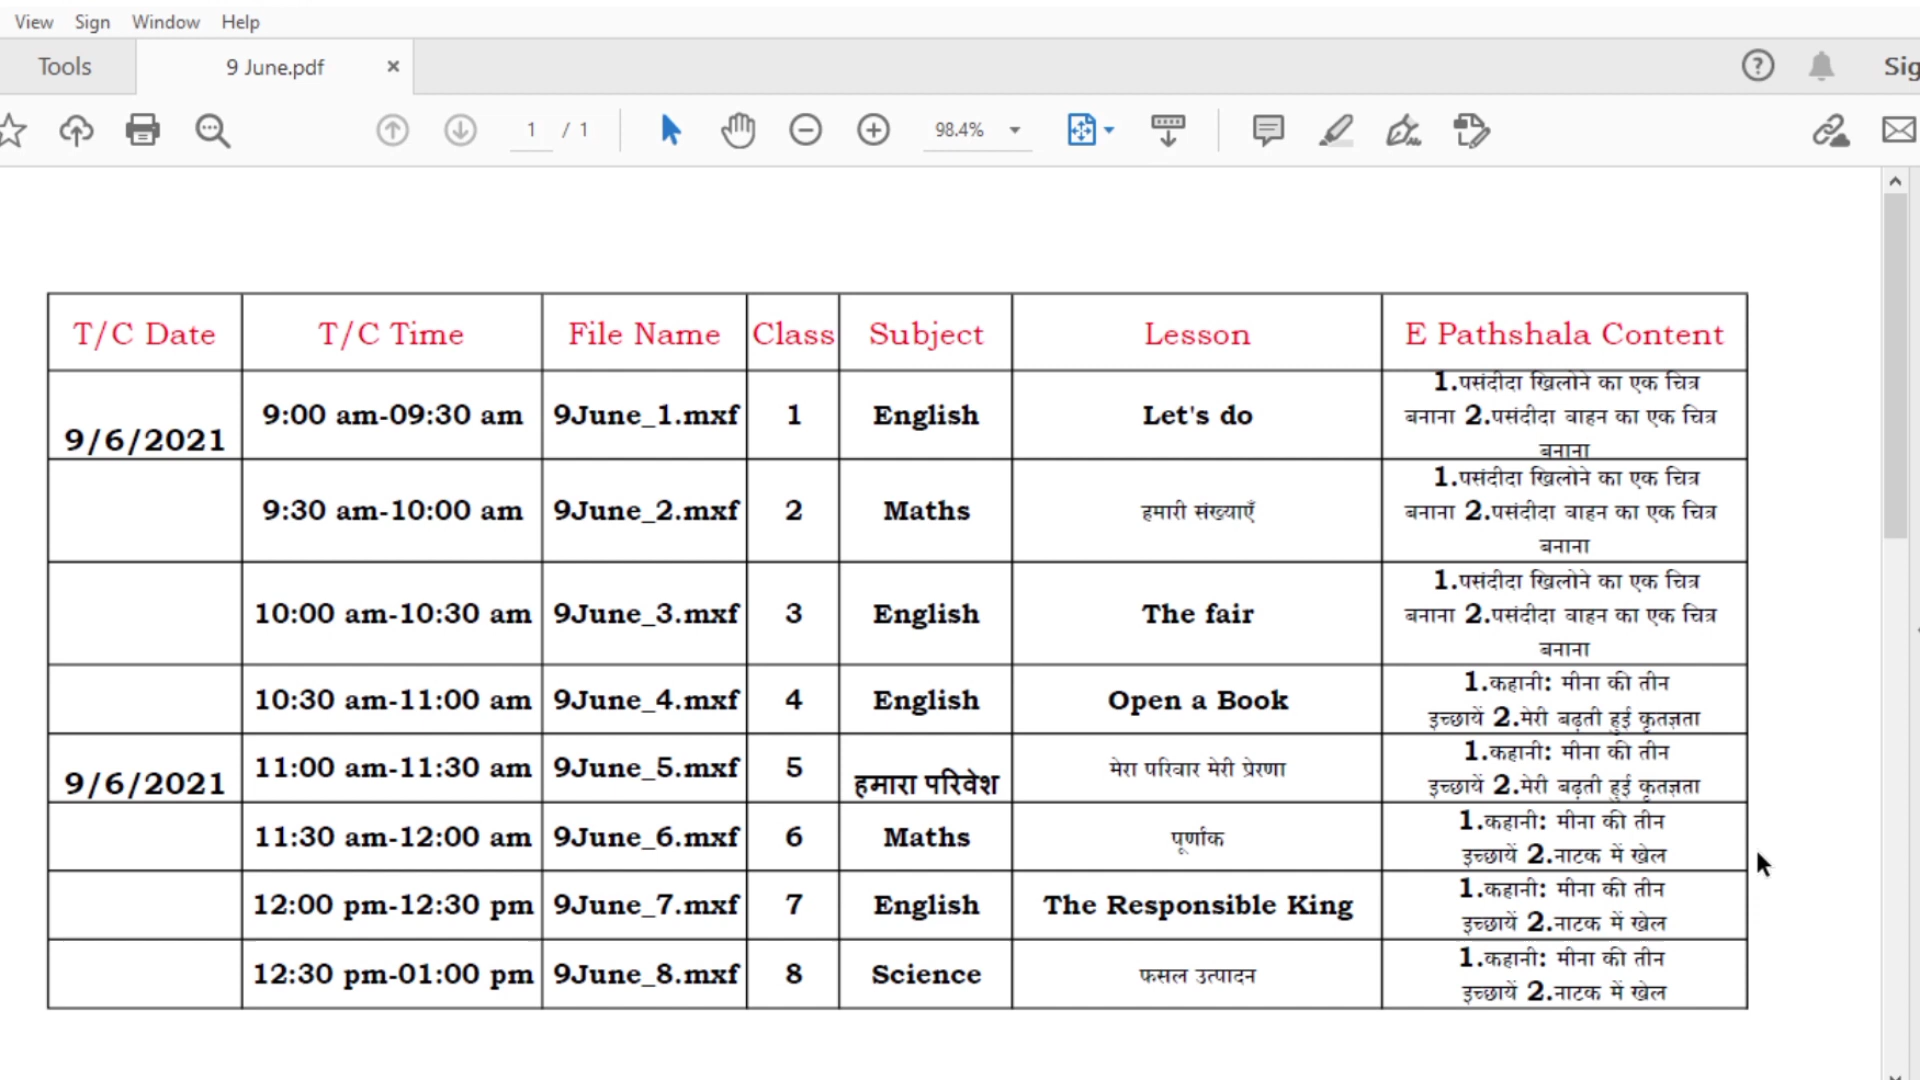 View Sign Window Help
Tools 9 June.pdf × Sig
1 / 1 98.4%
T/C Date T/C Time File Name Class Subject Lesson E Pathshala Content
9/6/2021 9:00 am-09:30 am 9June_1.mxf 1 English Let's do 1.पसंदीदा खिलोने का एक चित्र
बनाना 2.पसंदीदा वाहन का एक चित्र
बनाना
9:30 am-10:00 am 9June_2.mxf 2 Maths हमारी संख्याएँ 1.पसंदीदा खिलोने का एक चित्र
बनाना 2.पसंदीदा वाहन का एक चित्र
बनाना
10:00 am-10:30 am 9June_3.mxf 3 English The fair 1.पसंदीदा खिलोने का एक चित्र
बनाना 2.पसंदीदा वाहन का एक चित्र
बनाना
10:30 am-11:00 am 9June_4.mxf 4 English Open a Book 1.कहानी: मीना की तीन
इच्छायें 2.मेरी बढ़ती हुई कृतज्ञता
9/6/2021 11:00 am-11:30 am 9June_5.mxf 5 हमारा परिवेश मेरा परिवार मेरी प्रेरणा 1.कहानी: मीना की तीन
इच्छायें 2.मेरी बढ़ती हुई कृतज्ञता
11:30 am-12:00 am 9June_6.mxf 6 Maths पूर्णांक 1.कहानी: मीना की तीन
इच्छायें 2.नाटक में खेल
12:00 pm-12:30 pm 9June_7.mxf 7 English The Responsible King 1.कहानी: मीना की तीन
इच्छायें 2.नाटक में खेल
12:30 pm-01:00 pm 9June_8.mxf 8 Science फसल उत्पादन 1.कहानी: मीना की तीन
इच्छायें 2.नाटक में खेल